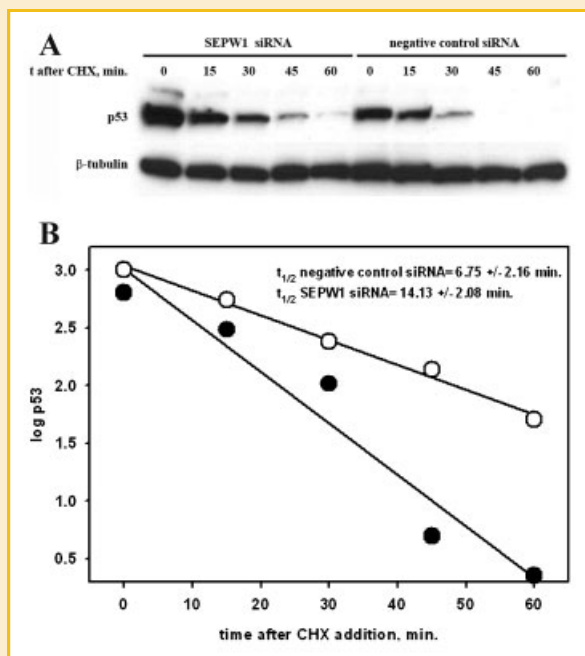 A
SEPW1 siRNA negative control siRNA
t after CHX, min. 0 15 30 45 60 0 15 30 45 60
p53
β-tubulin
B
t1/2 negative control siRNA= 6.75 +/- 2.16 min.
t1/2 SEPW1 siRNA= 14.13 +/- 2.08 min.
3.0
2.5
2.0
1.5
1.0
0.5
log p53
0 10 20 30 40 50 60
time after CHX addition, min.